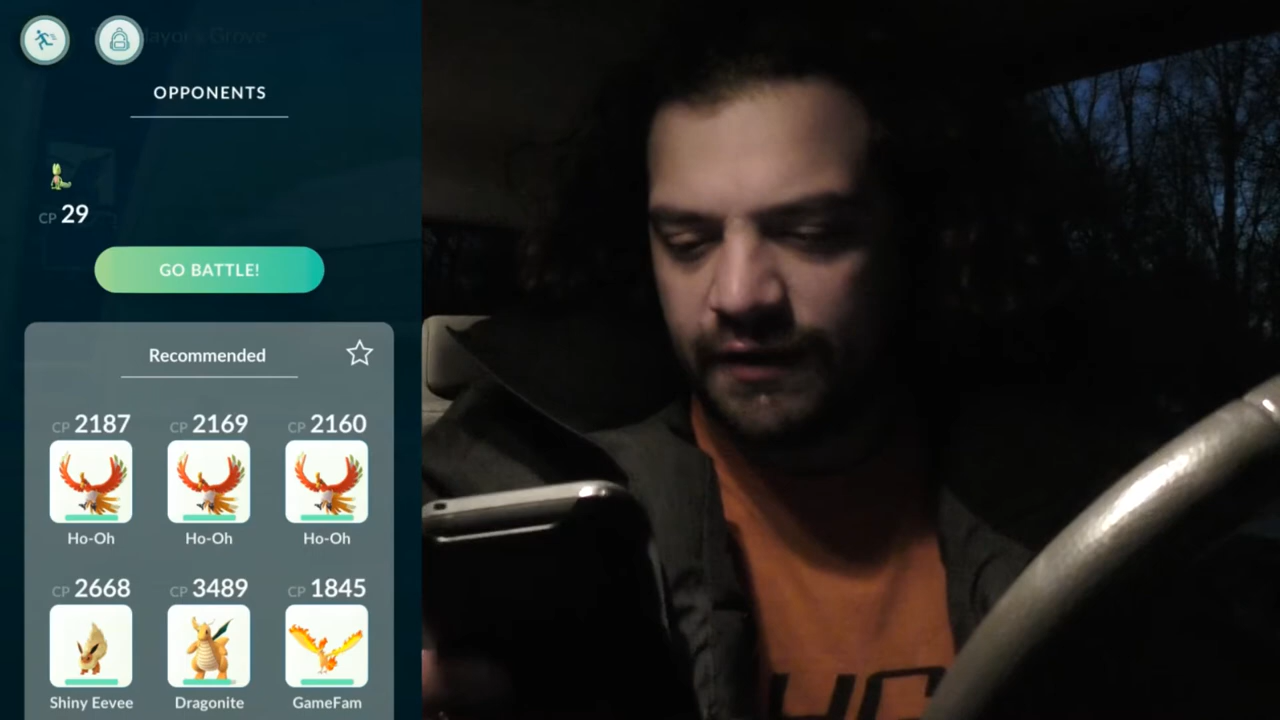 OPPONENTS
CP 29
GO BATTLE!
Recommended
CP 2187 CP 2169 CP 2160
Ho-Oh Ho-Oh Ho-Oh
CP 2668 CP 3489 CP 1845
Shiny Eevee Dragonite GameFam